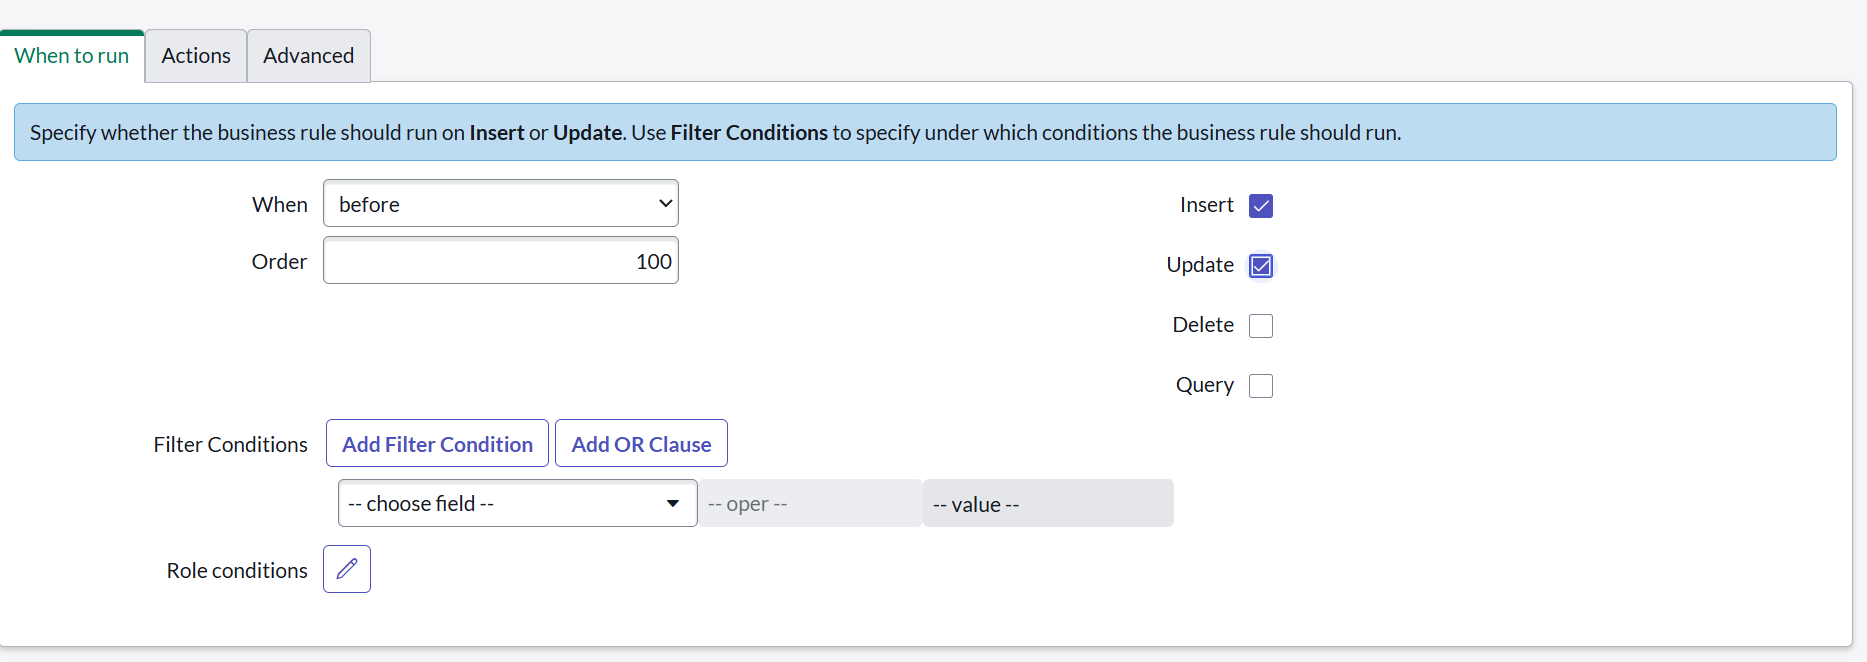 When to run Actions Advanced
Specify whether the business rule should run on Insert or Update. Use Filter Conditions to specify under which conditions the business rule should run.
When before
Insert
Order 100
Update
Delete
Query
Filter Conditions Add Filter Condition Add OR Clause
-- choose field -- -- oper -- -- value --
Role conditions